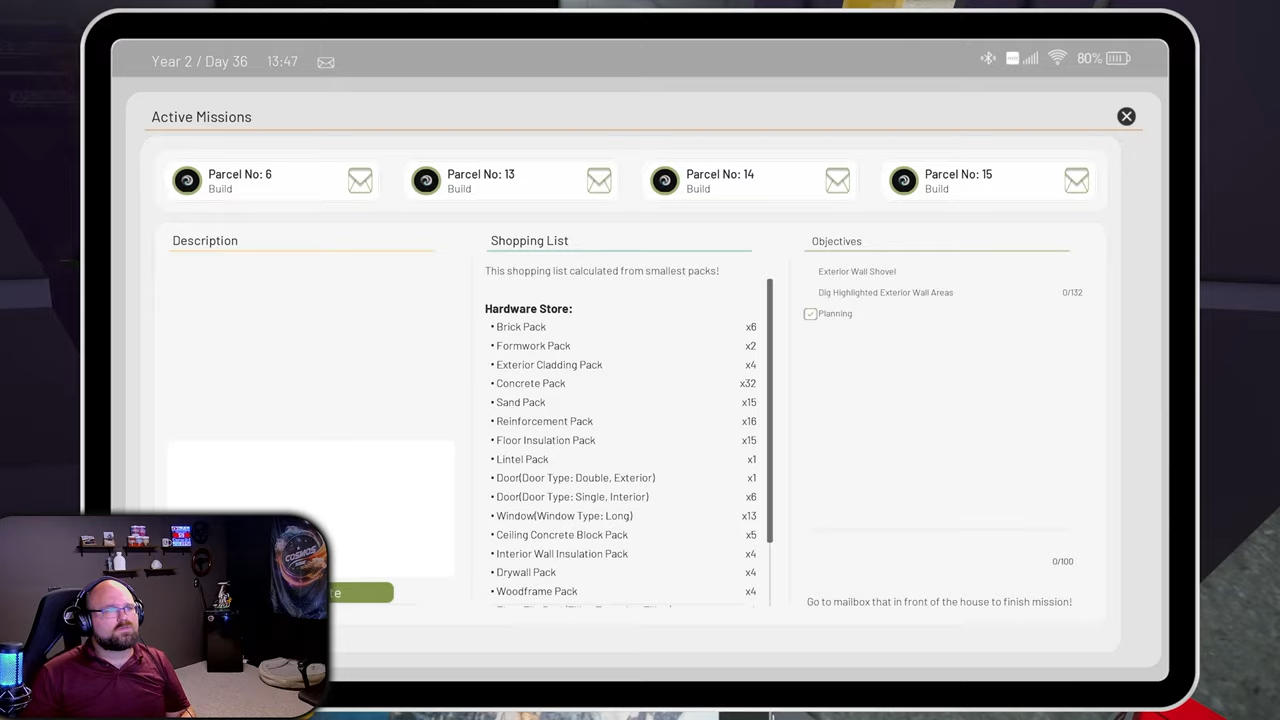 Year 2 / Day 36 13:47
80%
Active Missions
Parcel No: 6
Build
Parcel No: 13
Build
Parcel No: 14
Build
Parcel No: 15
Build
Description
Shopping List
This shopping list calculated from smallest packs!
Hardware Store:
• Brick Pack x6
• Formwork Pack x2
• Exterior Cladding Pack x4
• Concrete Pack x32
• Sand Pack x15
• Reinforcement Pack x16
• Floor Insulation Pack x15
• Lintel Pack x1
• Door(Door Type: Double, Exterior) x1
• Door(Door Type: Single, Interior) x6
• Window(Window Type: Long) x13
• Ceiling Concrete Block Pack x5
• Interior Wall Insulation Pack x4
• Drywall Pack x4
• Woodframe Pack x4
Objectives
Exterior Wall Shovel
Dig Highlighted Exterior Wall Areas 0/132
Planning
0/100
Go to mailbox that in front of the house to finish mission!
COSMOS